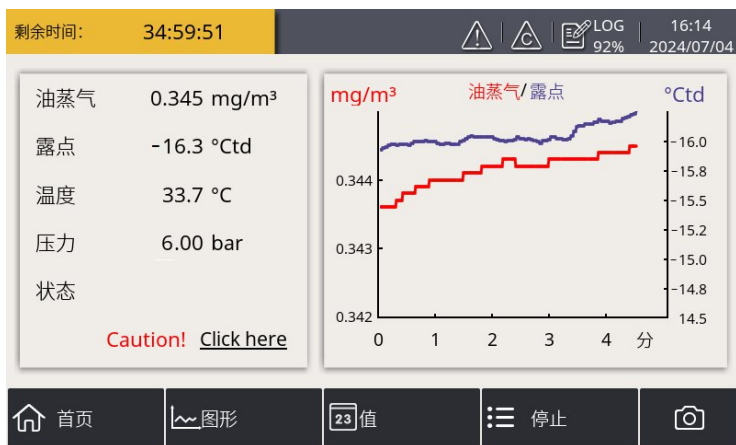 剩余时间: 34:59:51
LOG 92%
16:14
2024/07/04
油蒸气 0.345 mg/m³
露点 -16.3 °Ctd
温度 33.7 °C
压力 6.00 bar
状态
Caution! Click here
mg/m³ 油蒸气/露点 °Ctd
0.344
0.343
0.342
-16.0
-15.8
-15.5
-15.2
-15.0
-14.8
14.5
0 1 2 3 4 分
首页
图形
23 值
停止